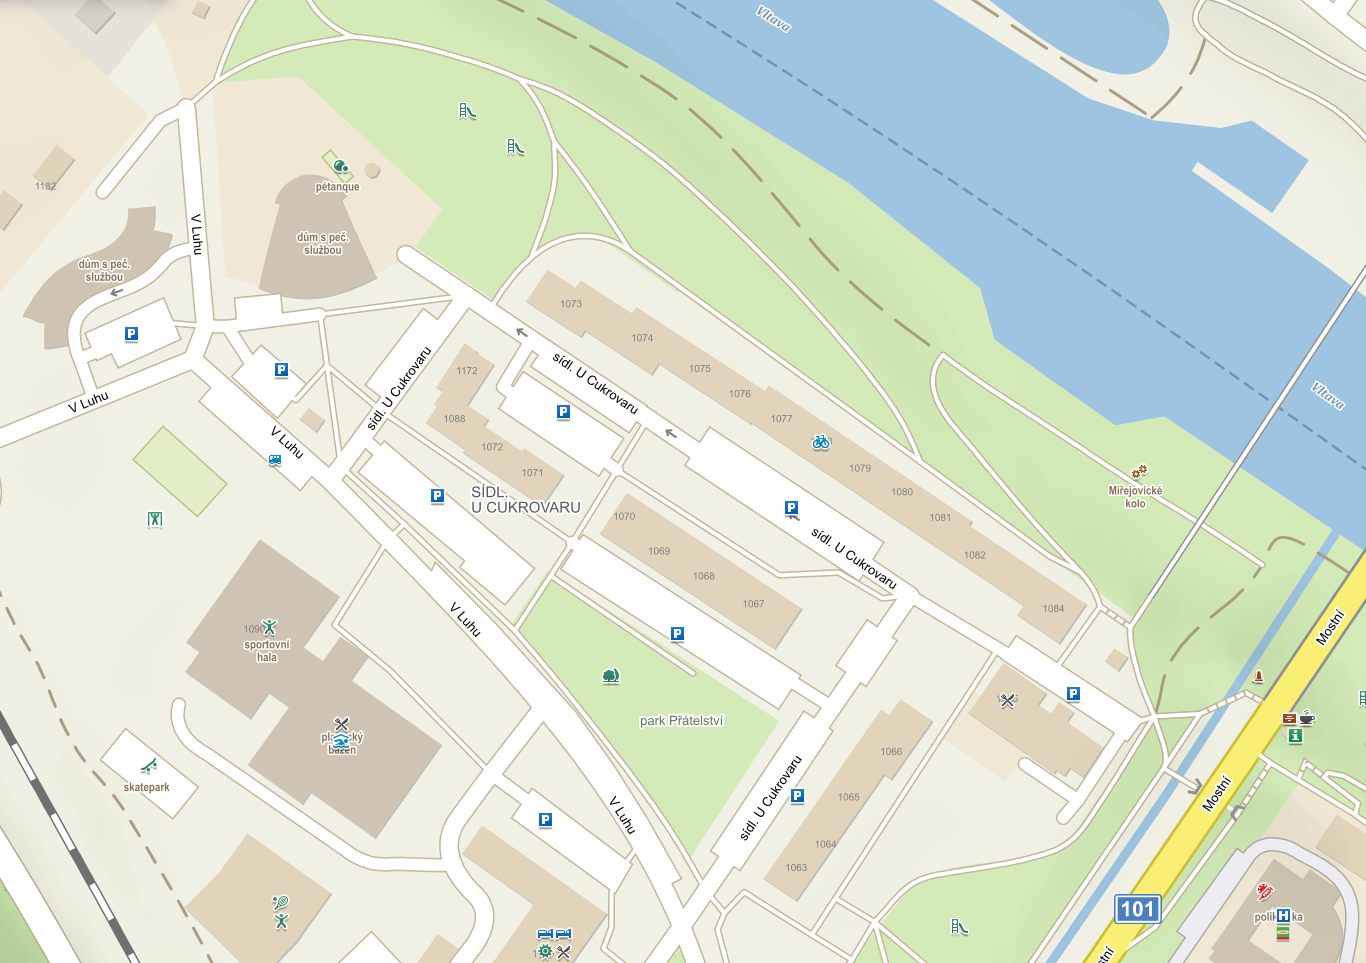 Vltava
1182
pétanque
V Luhu
dům s peč.
službou
dům s peč.
službou
P
1073
1074
P
sídl. U Cukrovaru
1075
sídl. U Cukrovaru
1172
1076
V Luhu
P
1088
1077
Vltava
V Luhu
1072
1071
1079
SÍDL.
U CUKROVARU
P
1080
Miřejovické
kolo
P
1070
1081
sídl. U Cukrovaru
1069
1082
1068
1067
1084
V Luhu
P
Mostní
sportovní
hala
park Přátelství
P
1066
skatepark
sídl. U Cukrovaru
P
1065
Mostní
V Luhu
P
1064
1063
101
H